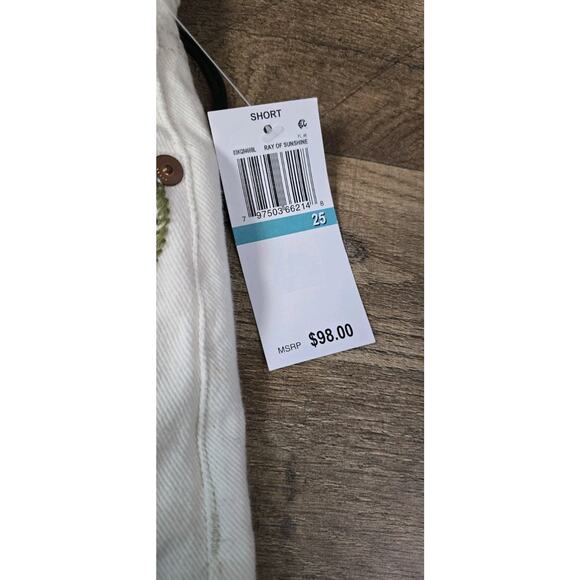 SHORT
RAY OF SUNSHINE
7 97503 66214 8
25
MSRP $98.00